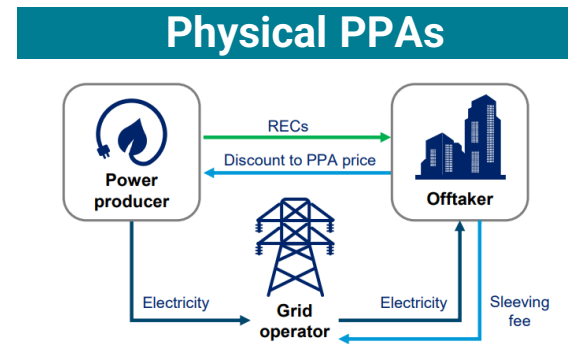 Physical PPAs
RECs
Discount to PPA price
Power
producer
Offtaker
Electricity
Grid
operator
Electricity
Sleeving
fee